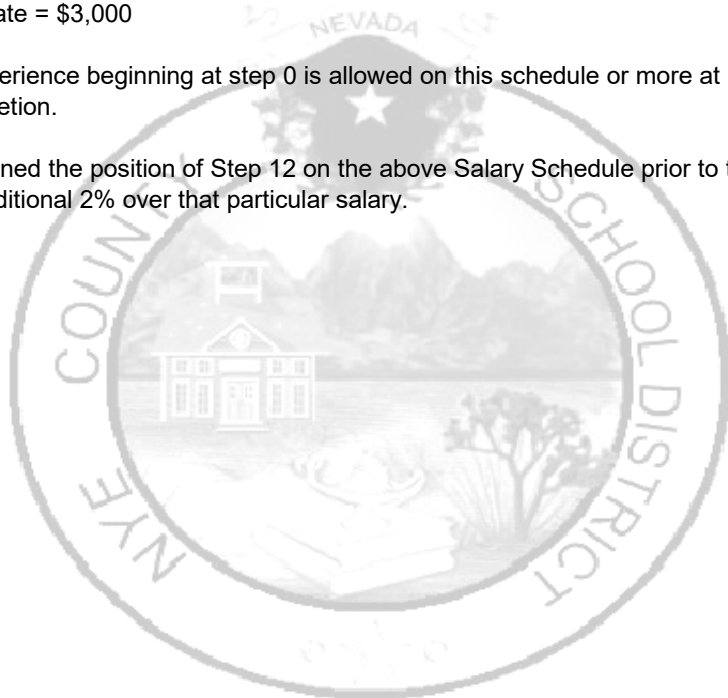 ate = $3,000
erience beginning at step 0 is allowed on this schedule or more at
etion.
ned the position of Step 12 on the above Salary Schedule prior to t
ditional 2% over that particular salary.
NEVADA
NYE COUNTY SCHOOL DISTRICT